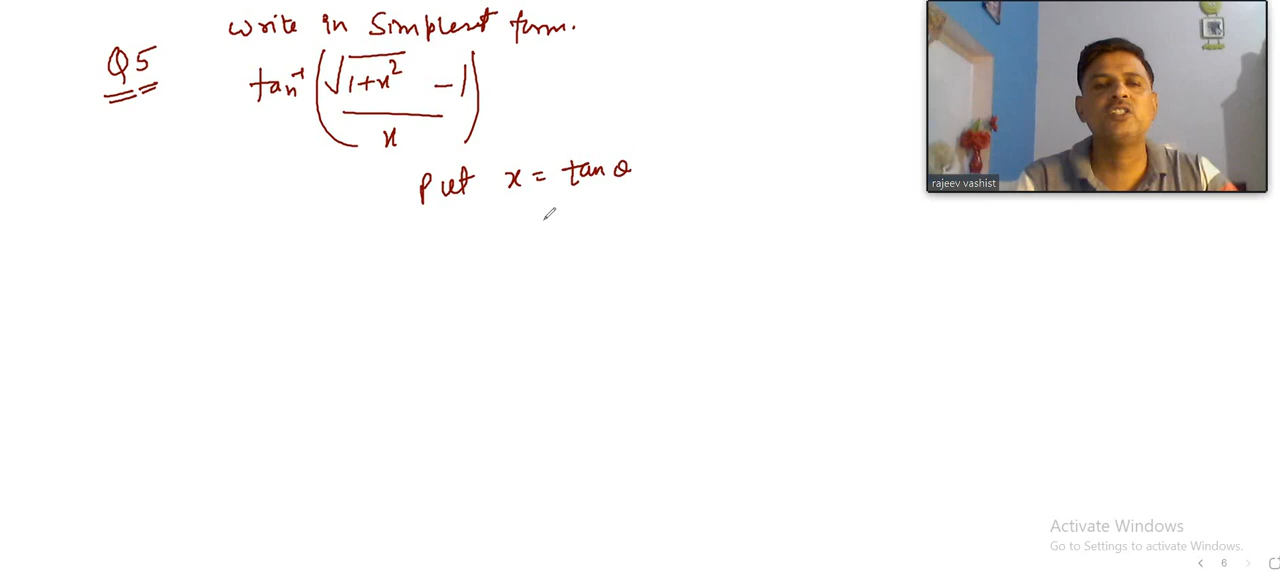 write in Simplest form.
Q5
tan⁻¹ (√1+x² - 1 / x)
Put x = tan θ
rajeev vashist
Activate Windows
Go to Settings to activate Windows.
6